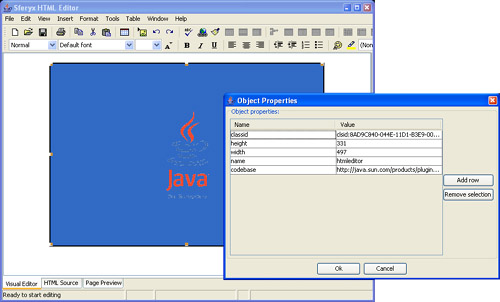 Sferyx HTML Editor
File Edit View Insert Format Tools Table Help
Normal Default font B I U (Non
Object Properties
Object properties:
Name Value
classid clsid:8AD9C840-044E-11D1-B3E9-00...
height 331
width 497
name htmleditor
codebase http://java.sun.com/products/plugin...
Add row
Remove selection
Java
Ok Cancel
Visual Editor HTML Source Page Preview
Ready to start editing